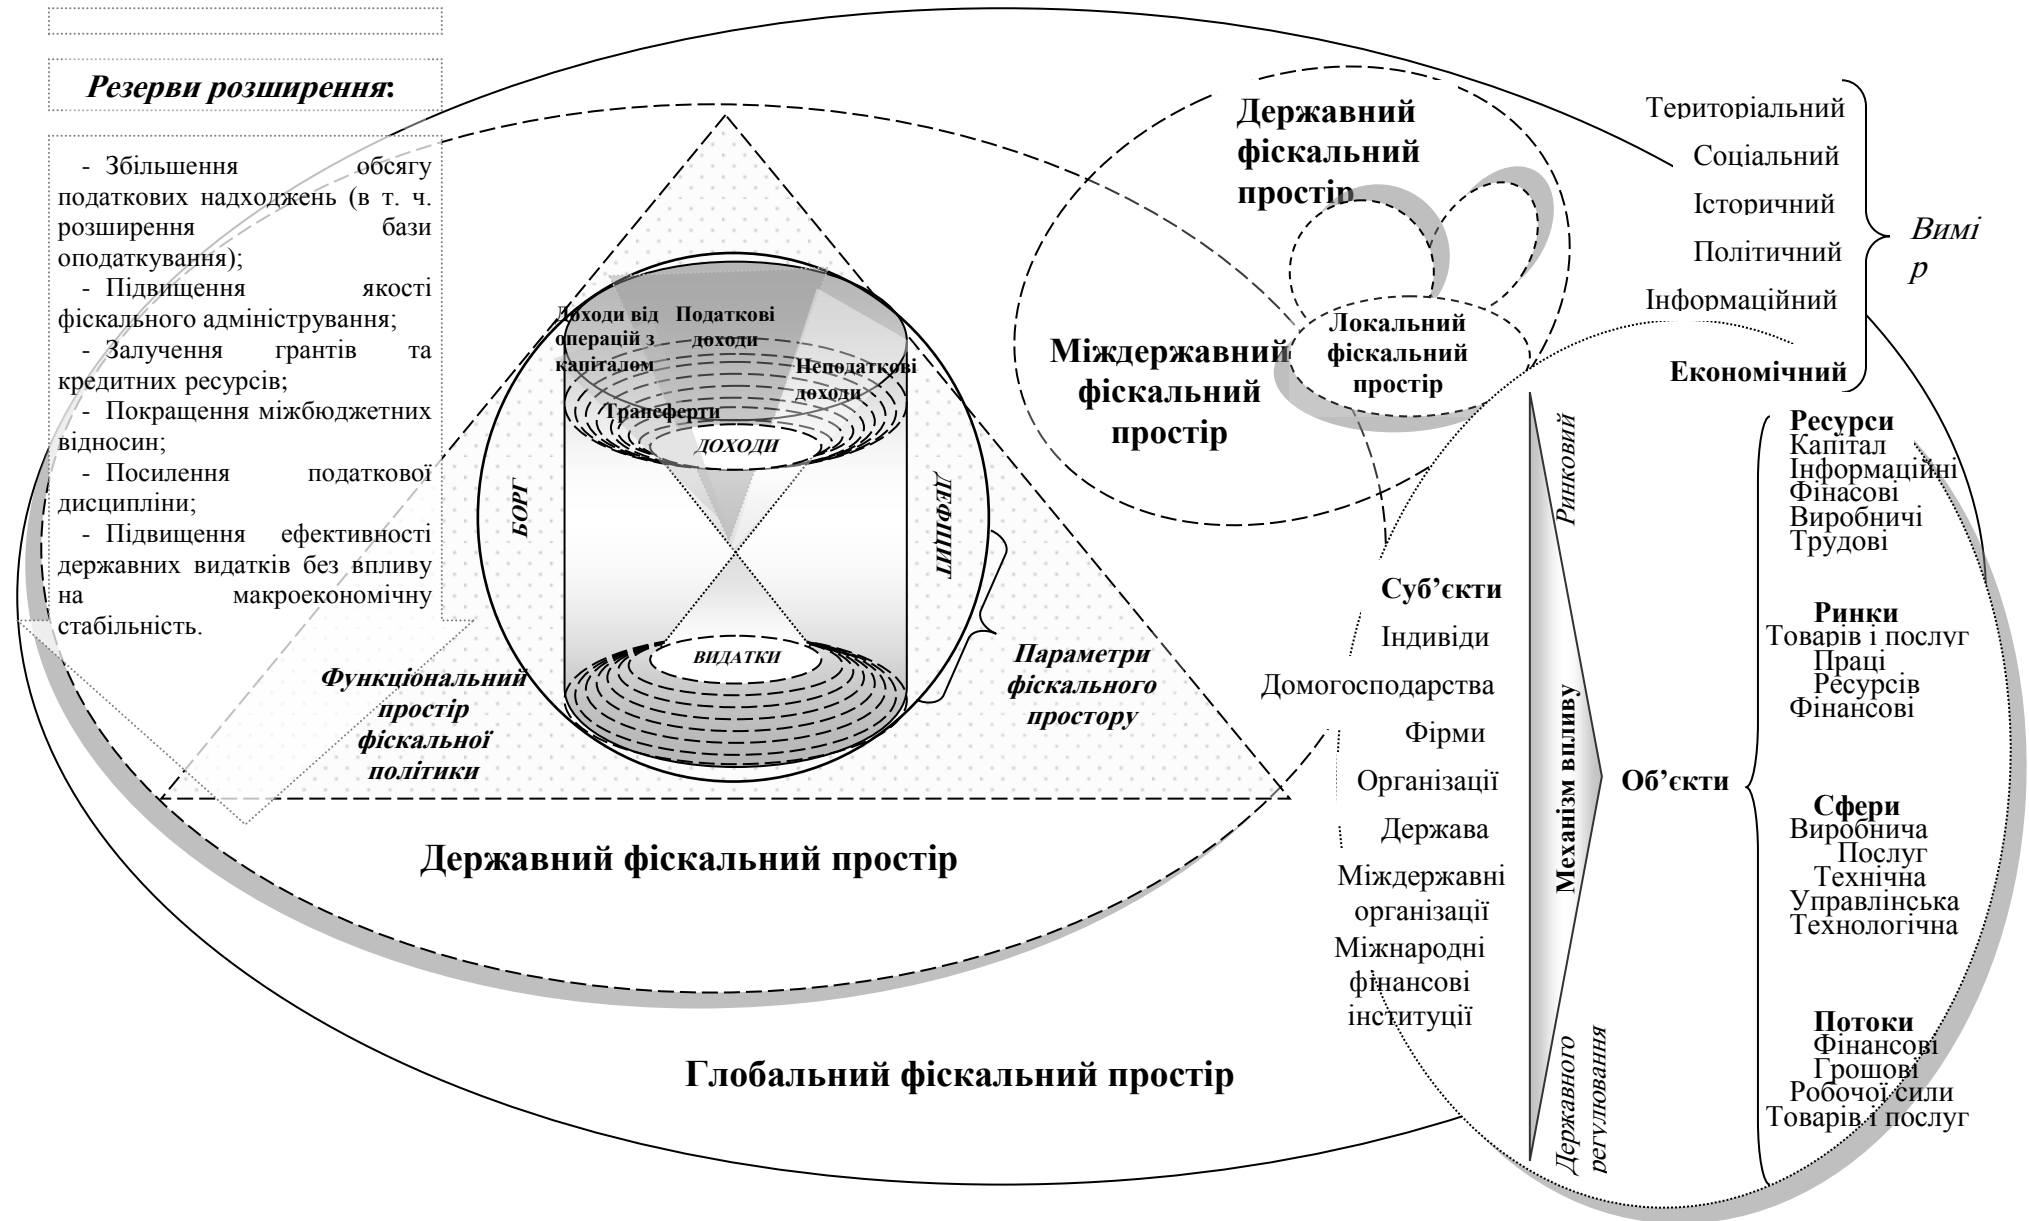 Резерви розширення:
- Збільшення обсягу
податкових надходжень (в т. ч.
розширення бази
оподаткування);
- Підвищення якості
фіскального адміністрування;
- Залучення грантів та
кредитних ресурсів;
- Покращення міжбюджетних
відносин;
- Посилення податкової
дисципліни;
- Підвищення ефективності
державних видатків без впливу
на макроекономічну
стабільність.
Функціональний
простір
фіскальної
політики
БОРГ
Доходи від
операцій з
капіталом
Податкові
доходи
Неподаткові
доходи
Трансферти
ДОХОДИ
ВИДАТКИ
ДЕФІЦИТ
Параметри
фіскального
простору
Державний фіскальний простір
Глобальний фіскальний простір
Державний
фіскальний
простір
Міждержавний
фіскальний
простір
Локальний
фіскальний
простір
Територіальний
Соціальний
Історичний
Політичний
Інформаційний
Економічний
Вимі
р
Суб’єкти
Індивіди
Домогосподарства
Фірми
Організації
Держава
Міждержавні
організації
Міжнародні
фінансові
інституції
Ринковий
Механізм впливу
Державного
регулювання
Об’єкти
Ресурси
Капітал
Інформаційні
Фінасові
Виробничі
Трудові
Ринки
Товарів і послуг
Праці
Ресурсів
Фінансові
Сфери
Виробнича
Послуг
Технічна
Управлінська
Технологічна
Потоки
Фінансові
Грошові
Робочої сили
Товарів і послуг